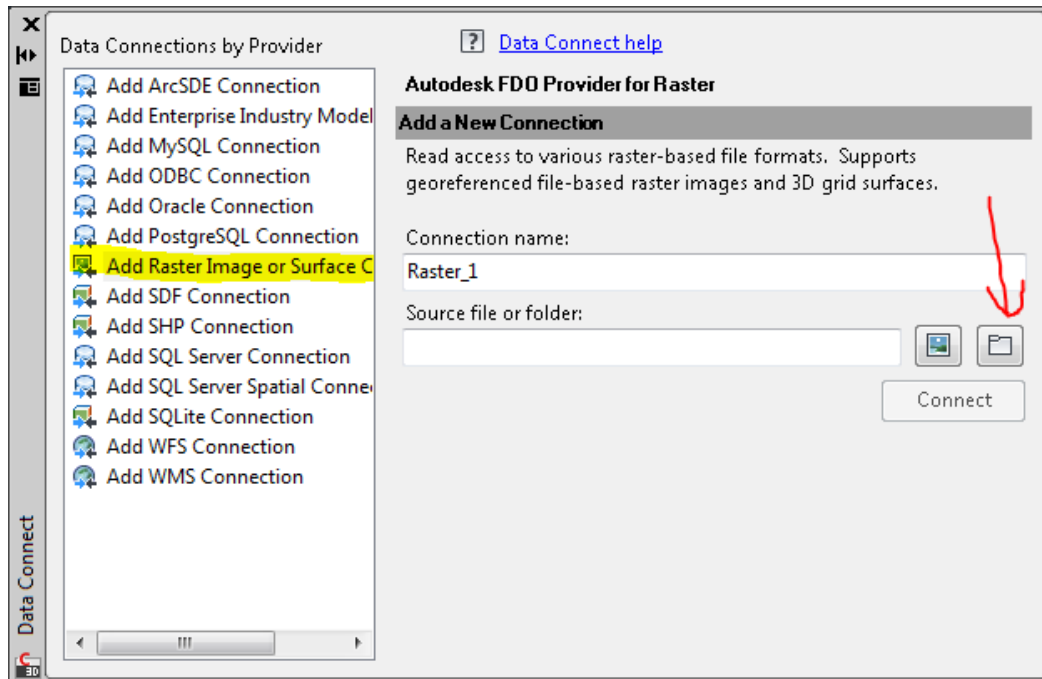 Data Connections by Provider
Add ArcSDE Connection
Add Enterprise Industry Model
Add MySQL Connection
Add ODBC Connection
Add Oracle Connection
Add PostgreSQL Connection
Add Raster Image or Surface C
Add SDF Connection
Add SHP Connection
Add SQL Server Connection
Add SQL Server Spatial Conne
Add SQLite Connection
Add WFS Connection
Add WMS Connection
? Data Connect help
Autodesk FDO Provider for Raster
Add a New Connection
Read access to various raster-based file formats.  Supports
georeferenced file-based raster images and 3D grid surfaces.
Connection name:
Raster_1
Source file or folder:
Connect
Data Connect
C
3D